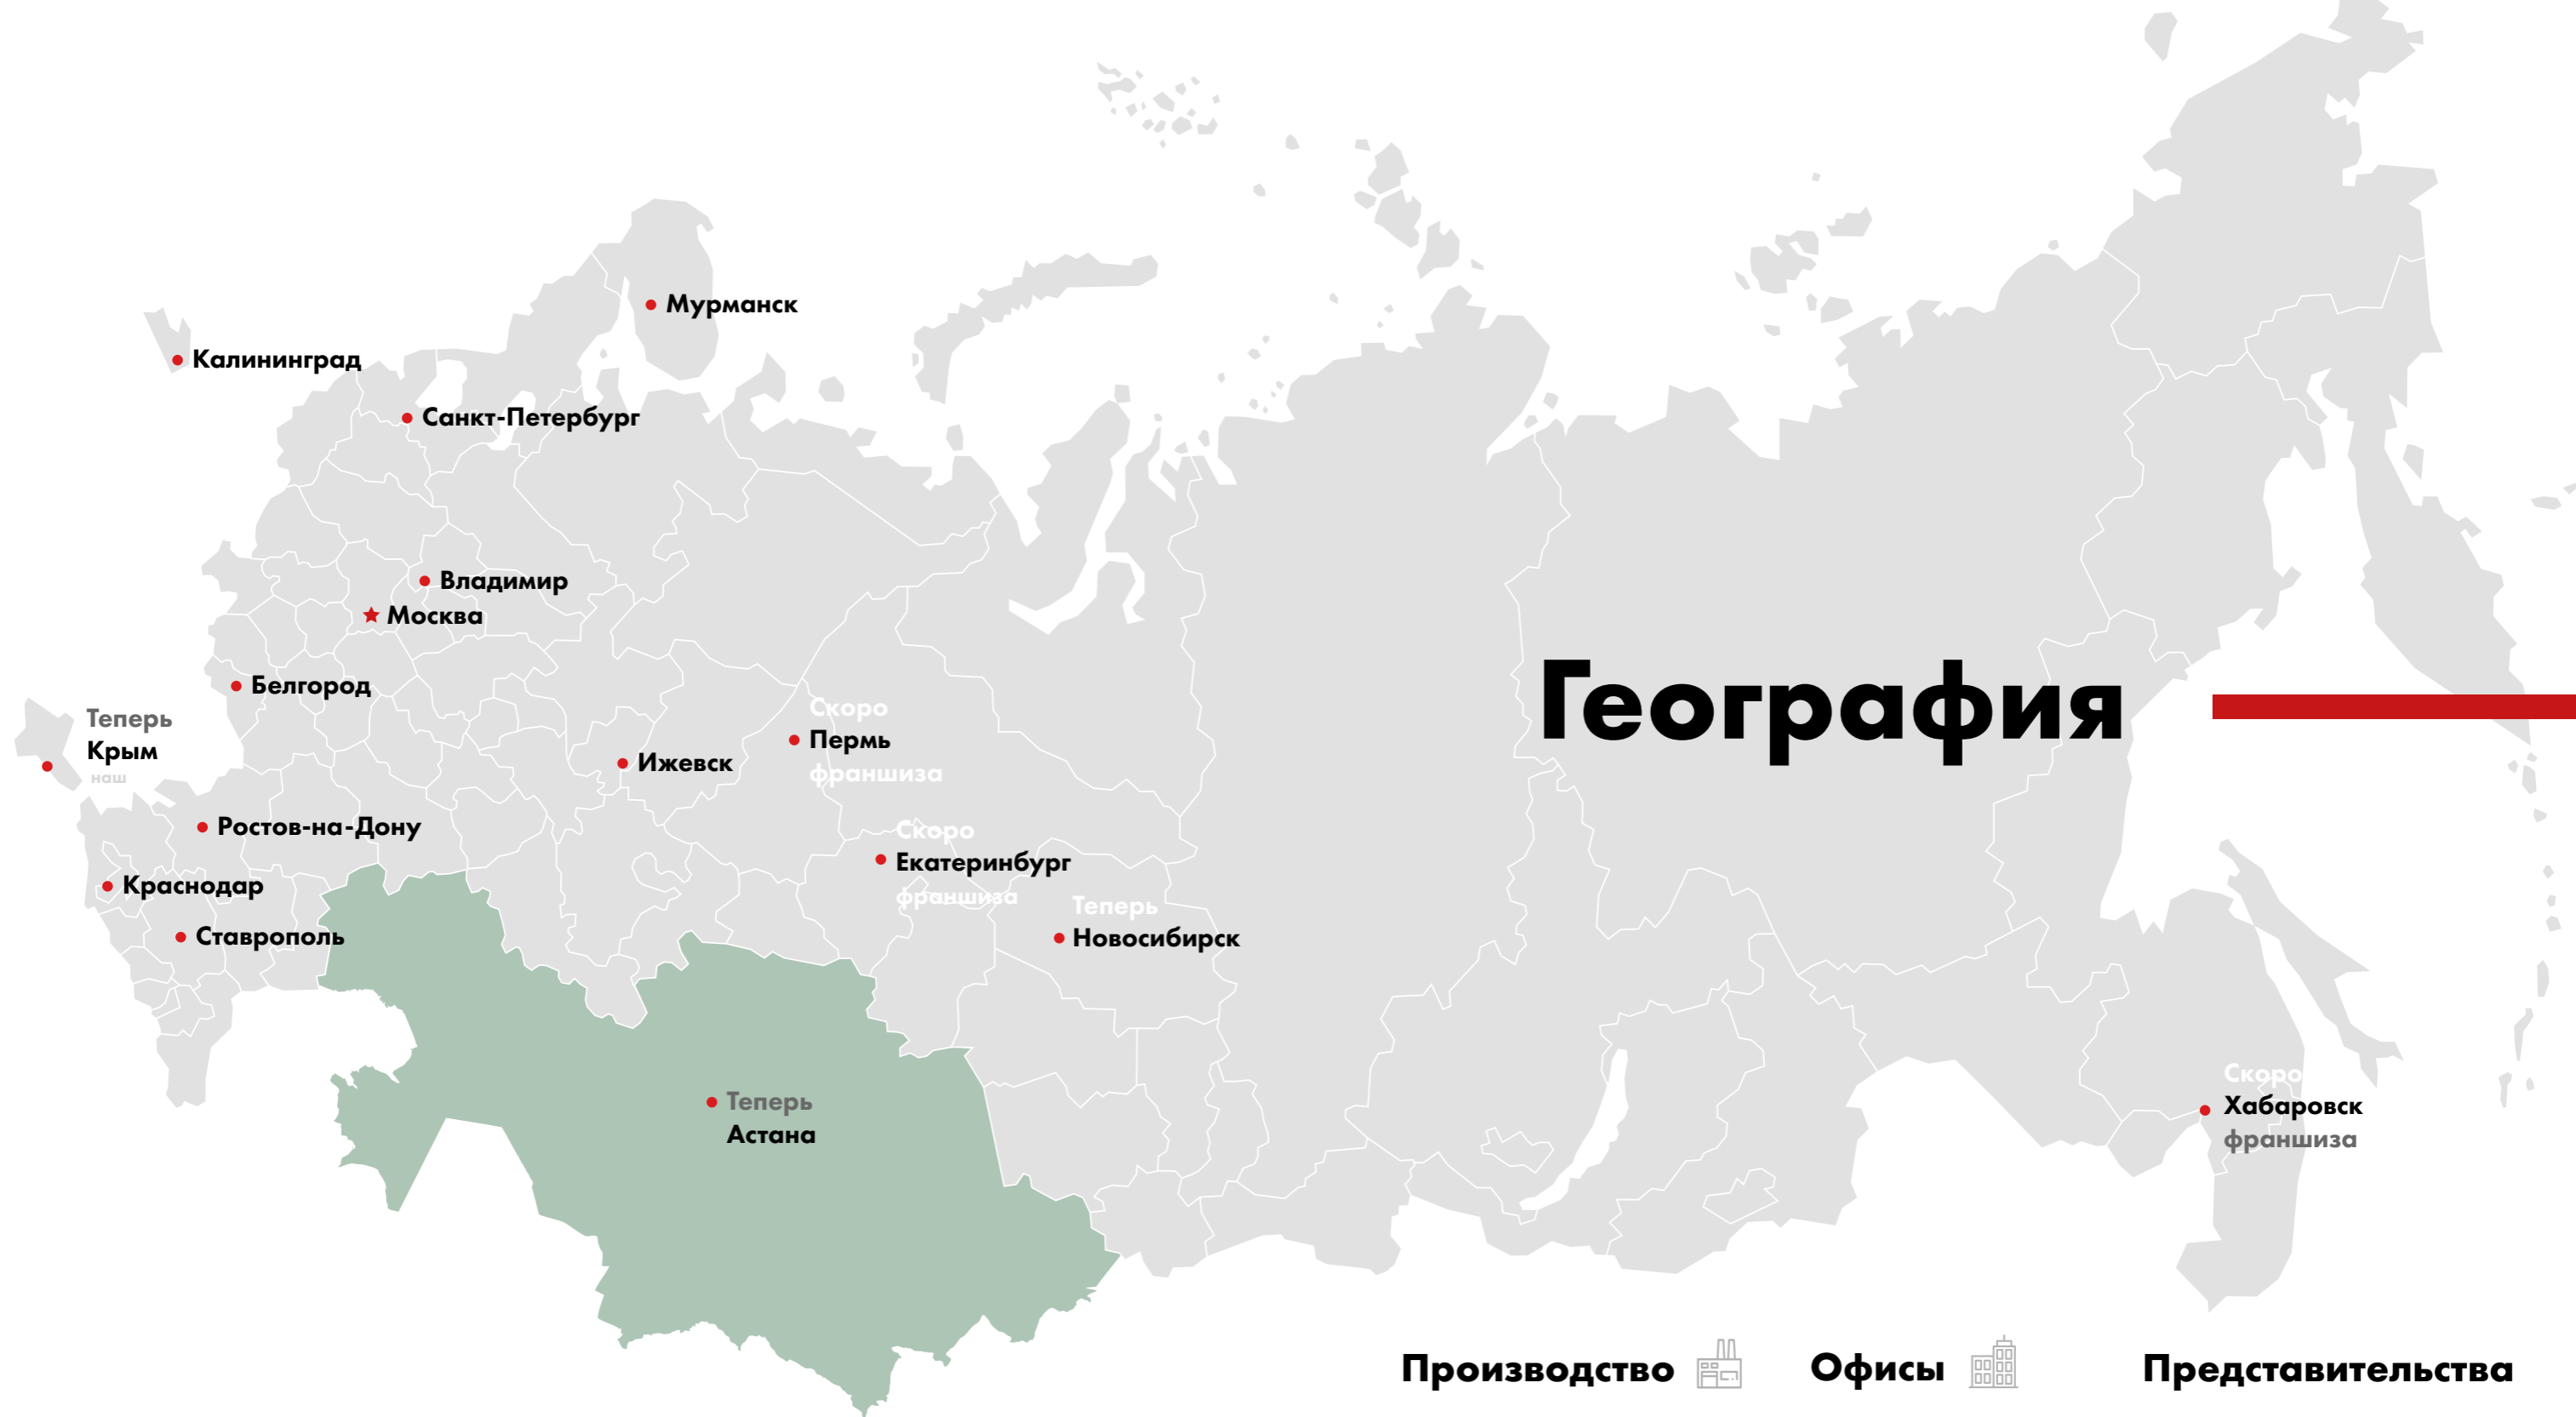 Мурманск
Калининград
Санкт-Петербург
Владимир
Москва
Белгород
Теперь
Крым
наш
Ижевск
Скоро
Пермь
франшиза
География
Ростов-на-Дону
Скоро
Екатеринбург
франшиза
Краснодар
Ставрополь
Теперь
Новосибирск
Теперь
Астана
Скоро
Хабаровск
франшиза
Производство
Офисы
Представительства